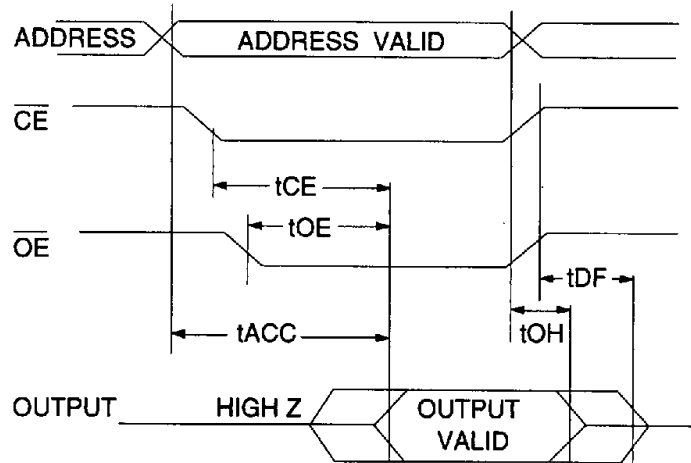 ADDRESS
ADDRESS VALID
CE
tCE
tOE
OE
tDF
tACC
tOH
OUTPUT
HIGH Z
OUTPUT
VALID